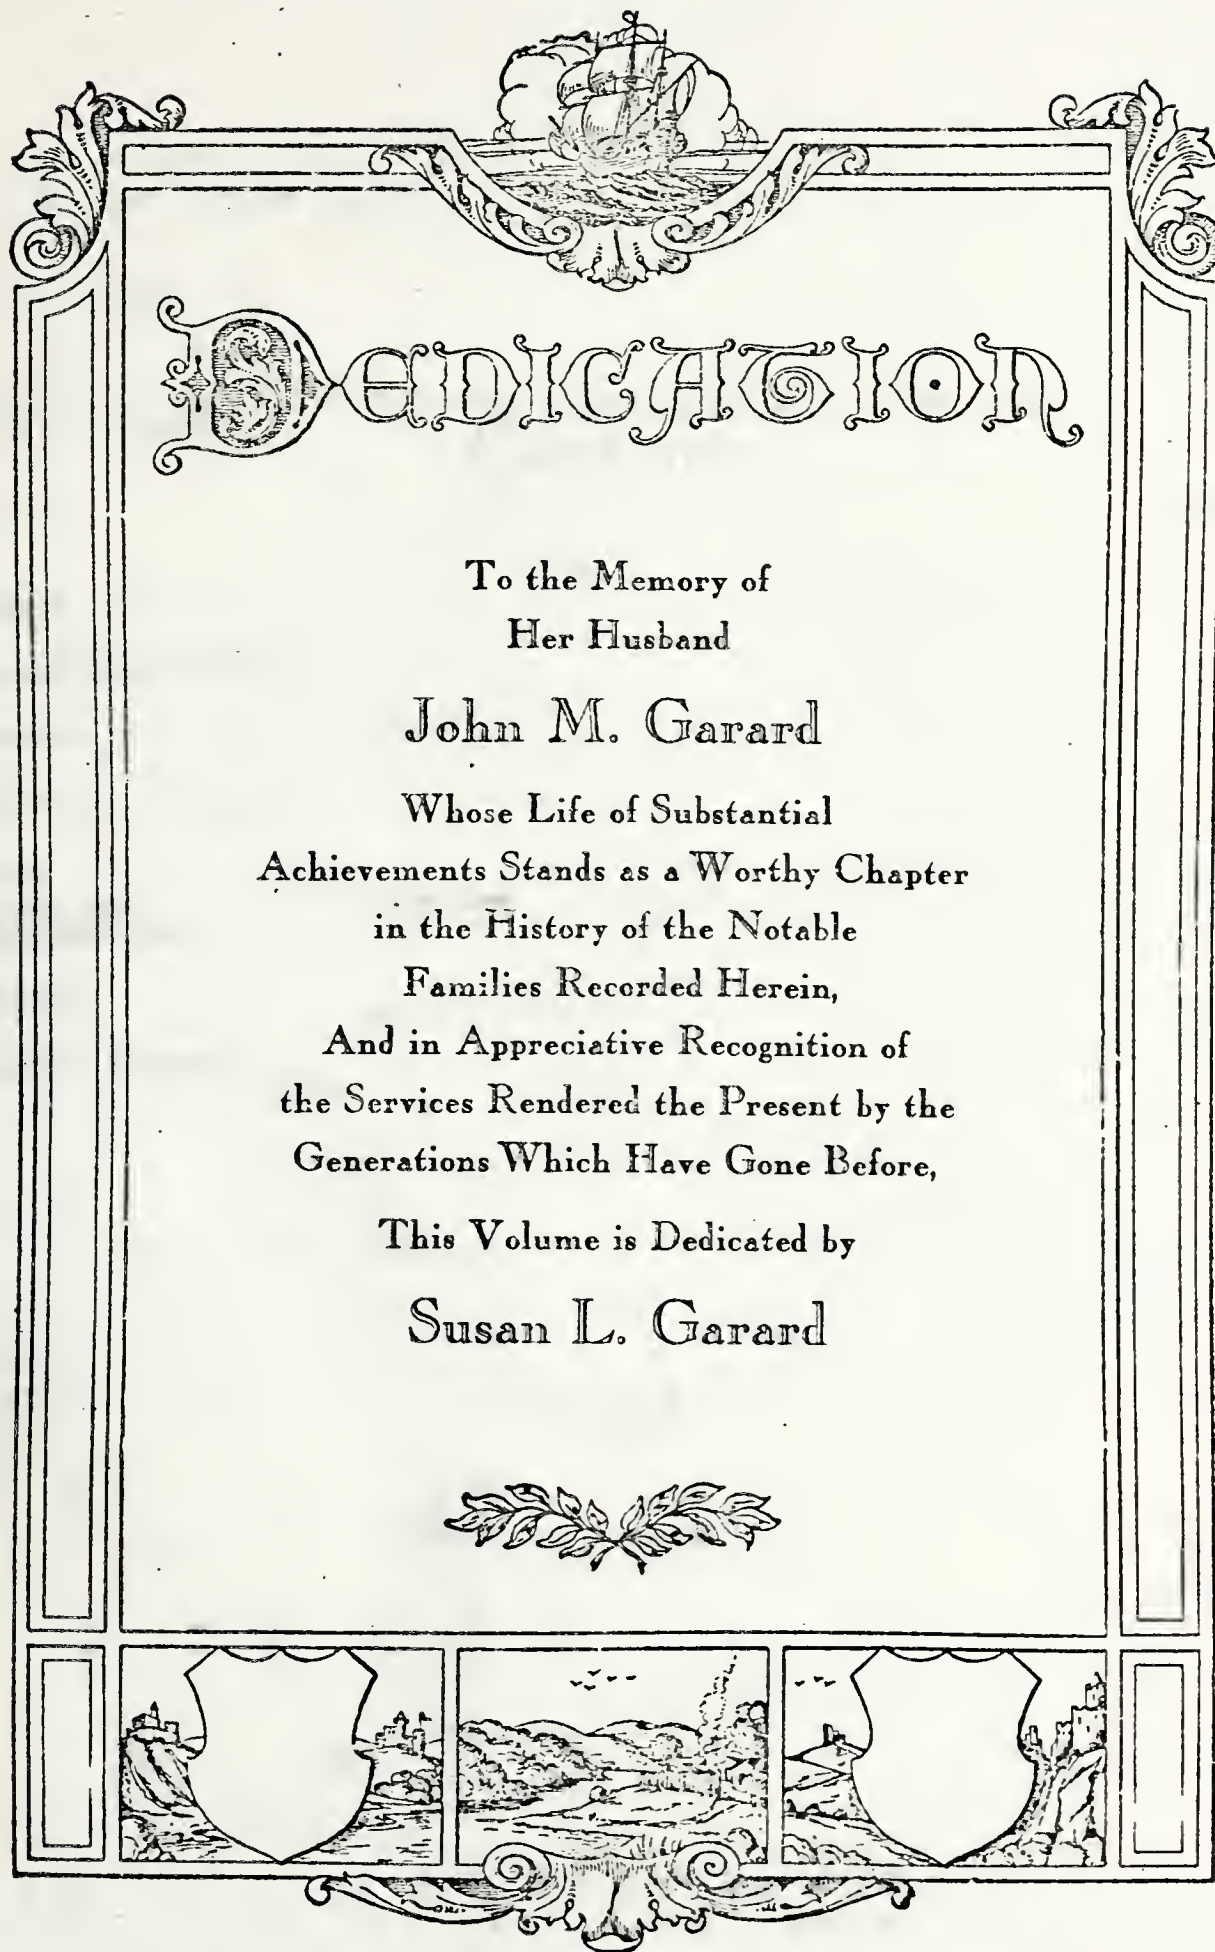 DEDICATION
To the Memory of
Her Husband
John M. Garard
Whose Life of Substantial
Achievements Stands as a Worthy Chapter
in the History of the Notable
Families Recorded Herein,
And in Appreciative Recognition of
the Services Rendered the Present by the
Generations Which Have Gone Before,
This Volume is Dedicated by
Susan L. Garard